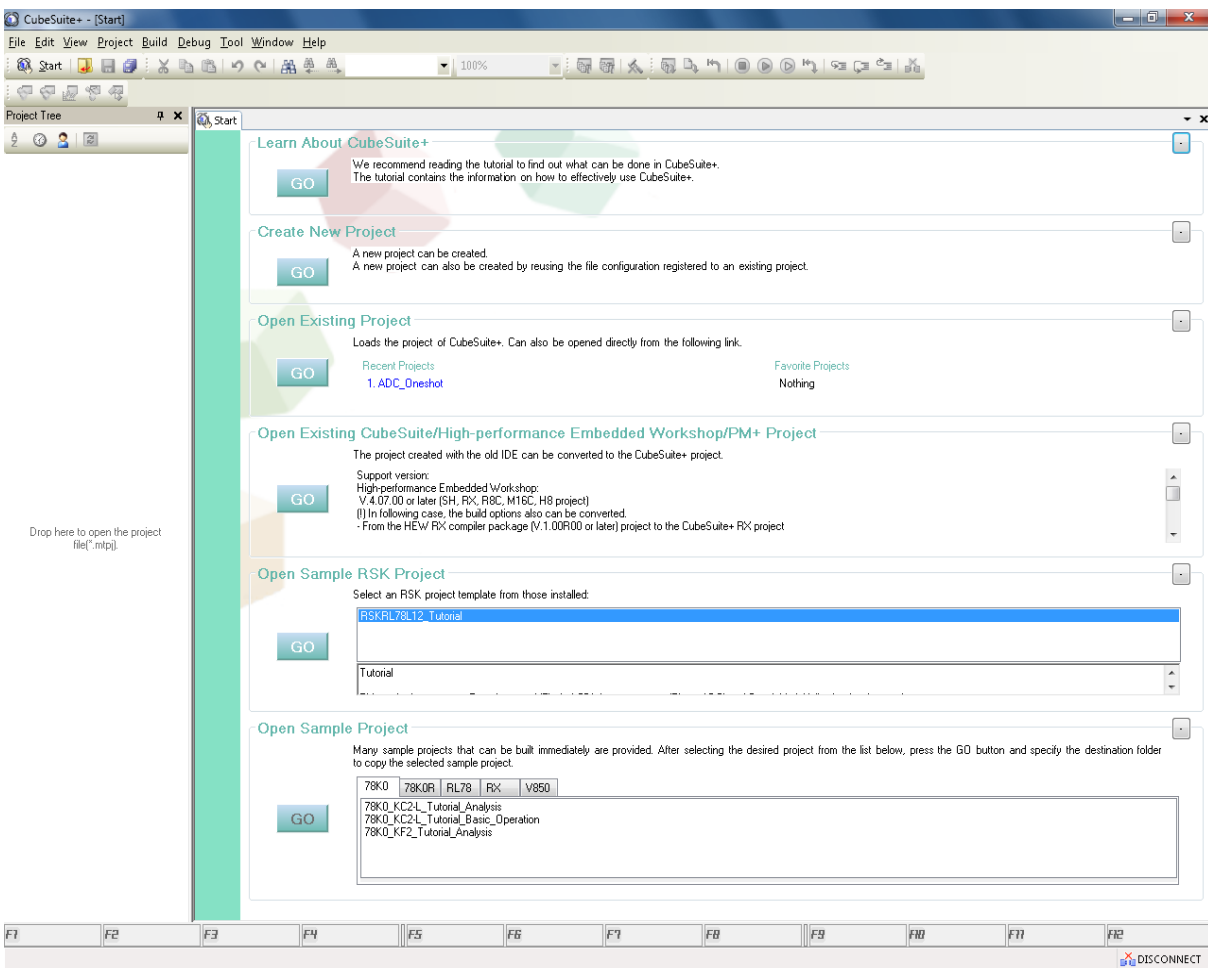 CubeSuite+ - [Start]
File Edit View Project Build Debug Tool Window Help
Start 100%
Project Tree
Start
Learn About CubeSuite+
We recommend reading the tutorial to find out what can be done in CubeSuite+.
The tutorial contains the information on how to effectively use CubeSuite+.
GO
Create New Project
A new project can be created.
A new project can also be created by reusing the file configuration registered to an existing project.
GO
Open Existing Project
Loads the project of CubeSuite+. Can also be opened directly from the following link.
GO
Recent Projects Favorite Projects
1. ADC_Oneshot Nothing
Open Existing CubeSuite/High-performance Embedded Workshop/PM+ Project
The project created with the old IDE can be converted to the CubeSuite+ project.
GO
Support version:
High-performance Embedded Workshop:
V.4.07.00 or later (SH, RX, R8C, M16C, H8 project)
(!) In following case, the build options also can be converted.
- From the HEW RX compiler package (V.1.00R00 or later) project to the CubeSuite+ RX project
Drop here to open the project
file(*.mtpj).
Open Sample RSK Project
Select an RSK project template from those installed:
RSKRL78L12_Tutorial
GO
Tutorial
Open Sample Project
Many sample projects that can be built immediately are provided. After selecting the desired project from the list below, press the GO button and specify the destination folder
to copy the selected sample project.
78K0 78K0R RL78 RX V850
GO
78K0_KC2-L_Tutorial_Analysis
78K0_KC2-L_Tutorial_Basic_Operation
78K0_KF2_Tutorial_Analysis
F1 F2 F3 F4 F5 F6 F7 F8 F9 F10 F11 F12
DISCONNECT